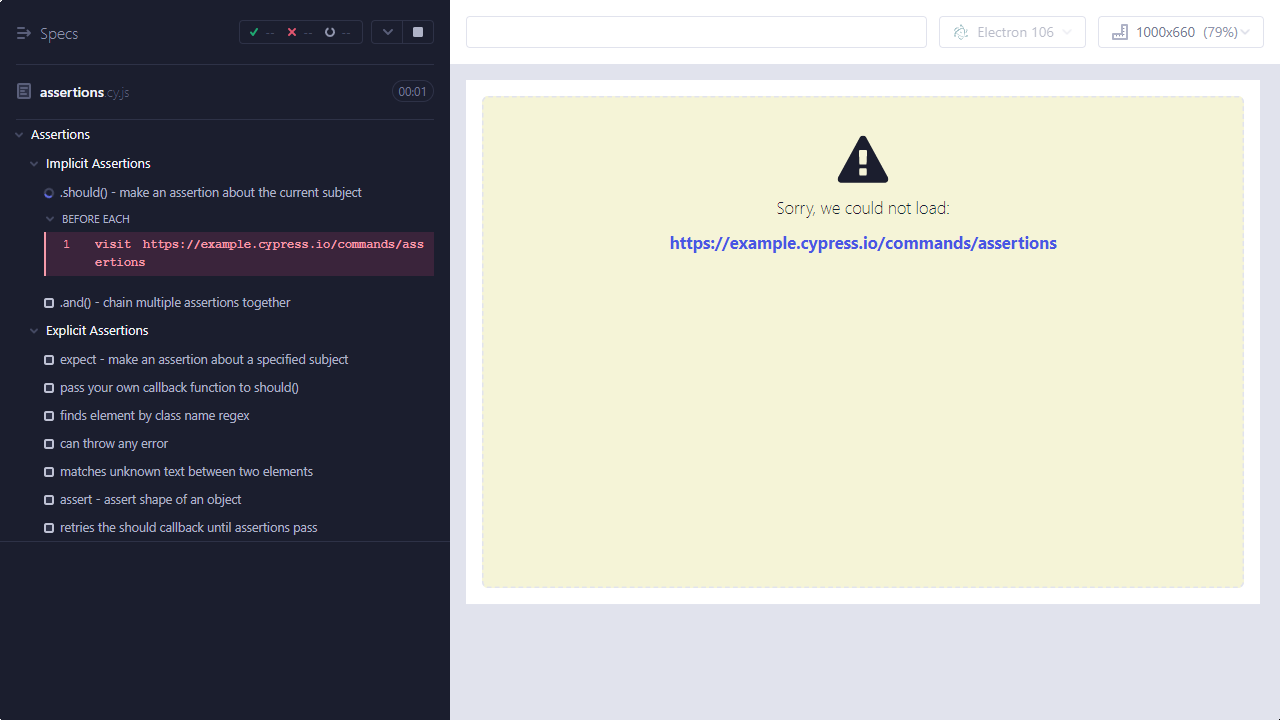 Specs
--
--
--
Electron 106
1000x660 (79%)
assertions.cy.js
00:01
Assertions
Implicit Assertions
.should() - make an assertion about the current subject
BEFORE EACH
1 visit https://example.cypress.io/commands/ass
ertions
.and() - chain multiple assertions together
Explicit Assertions
expect - make an assertion about a specified subject
pass your own callback function to should()
finds element by class name regex
can throw any error
matches unknown text between two elements
assert - assert shape of an object
retries the should callback until assertions pass
Sorry, we could not load:
https://example.cypress.io/commands/assertions